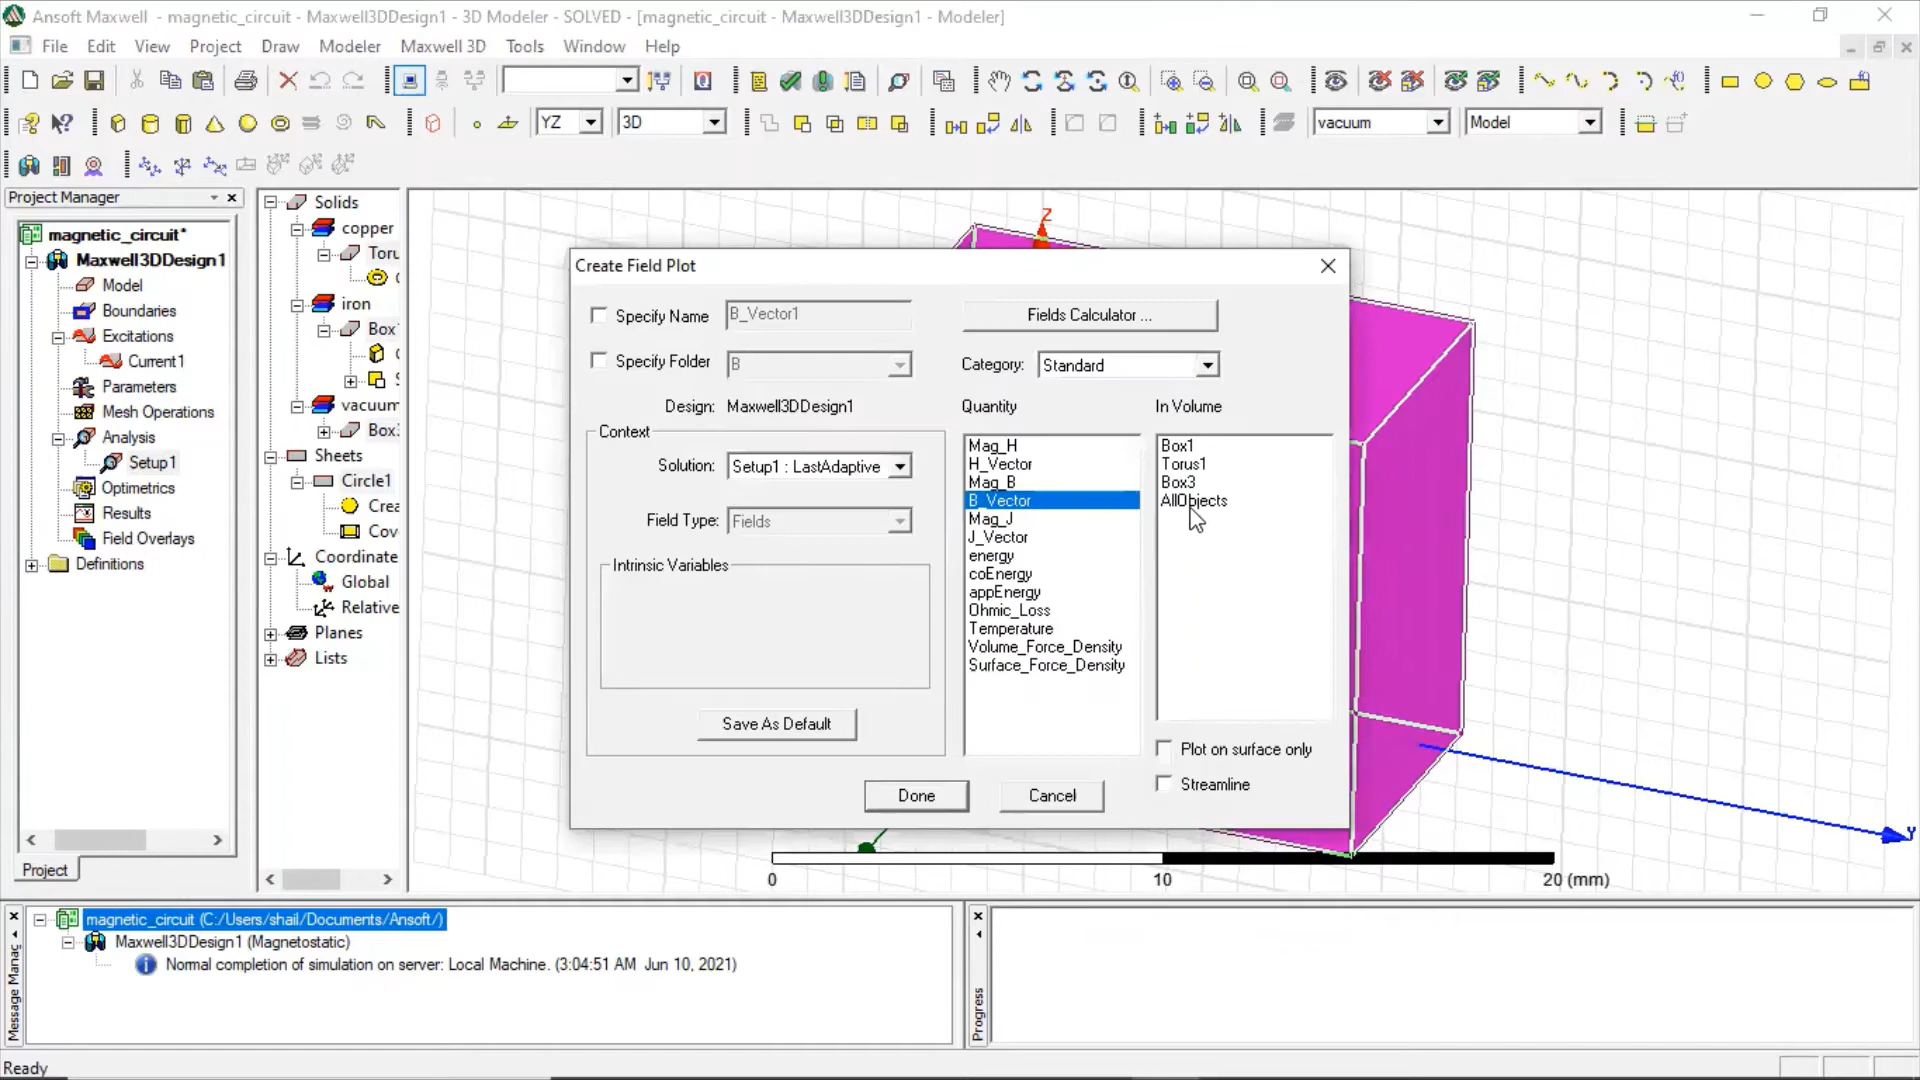 Ansoft Maxwell - magnetic_circuit - Maxwell3DDesign1 - 3D Modeler - SOLVED - [magnetic_circuit - Maxwell3DDesign1 - Modeler]
File Edit View Project Draw Modeler Maxwell 3D Tools Window Help
YZ 3D vacuum Model
Project Manager
magnetic_circuit*
Maxwell3DDesign1
Model
Boundaries
Excitations
Current1
Parameters
Mesh Operations
Analysis
Setup1
Optimetrics
Results
Field Overlays
Definitions
Project
Solids
copper
Toru
iron
Box
vacuum
Box
Sheets
Circle1
Crea
Cov
Coordinate
Global
Relative
Planes
Lists
Z
Create Field Plot
Specify Name B_Vector1
Specify Folder B
Design: Maxwell3DDesign1
Context
Solution: Setup1 : LastAdaptive
Field Type: Fields
Intrinsic Variables
Save As Default
Fields Calculator ...
Category: Standard
Quantity
Mag_H
H_Vector
Mag_B
B_Vector
Mag_J
J_Vector
energy
coEnergy
appEnergy
Ohmic_Loss
Temperature
Volume_Force_Density
Surface_Force_Density
In Volume
Box1
Torus1
Box3
AllObjects
Plot on surface only
Streamline
Done Cancel
0 10 20 (mm)
magnetic_circuit (C:/Users/shail/Documents/Ansoft/)
Maxwell3DDesign1 (Magnetostatic)
Normal completion of simulation on server: Local Machine. (3:04:51 AM Jun 10, 2021)
Message Manac
Progress
Ready